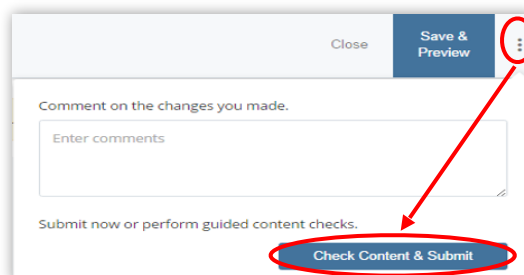 Close
Save &
Preview
Comment on the changes you made.
Enter comments
Submit now or perform guided content checks.
Check Content & Submit